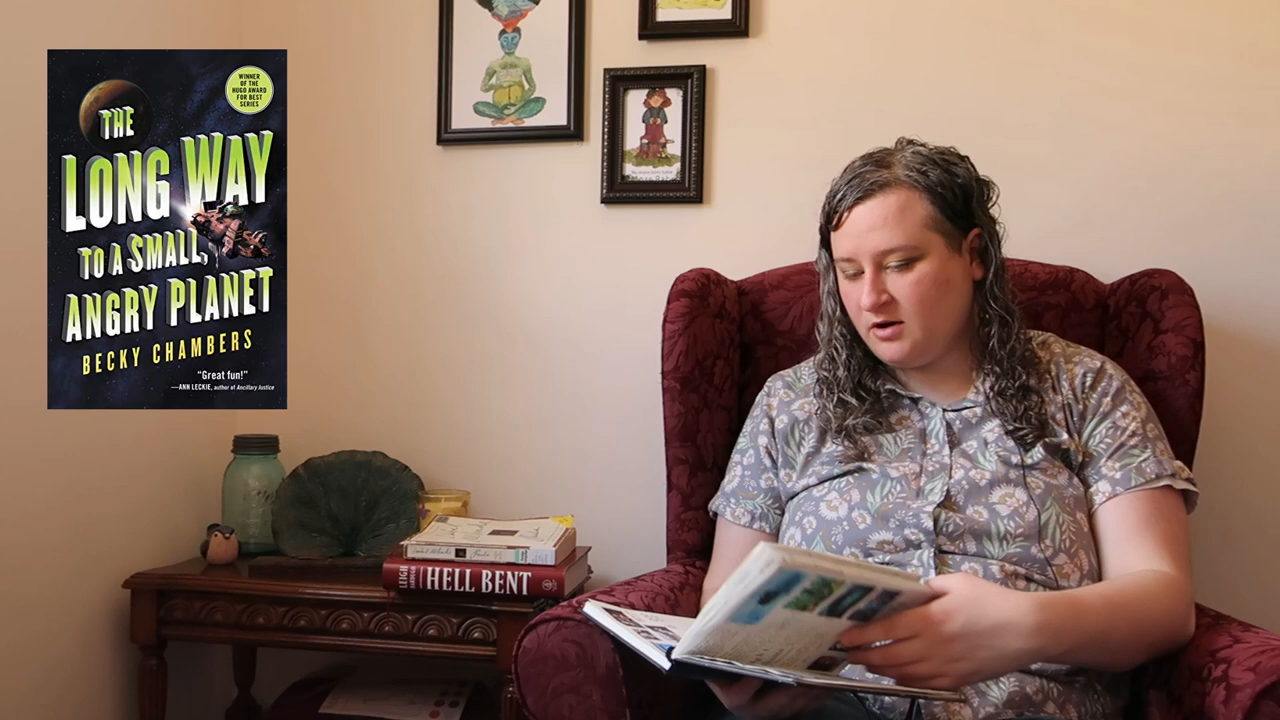 WINNER
OF THE
HUGO AWARD
FOR BEST
SERIES
THE
LONG WAY
TO A SMALL,
ANGRY PLANET
BECKY CHAMBERS
"Great fun!"
—ANN LECKIE, author of Ancillary Justice
LEIGH
HELL BENT